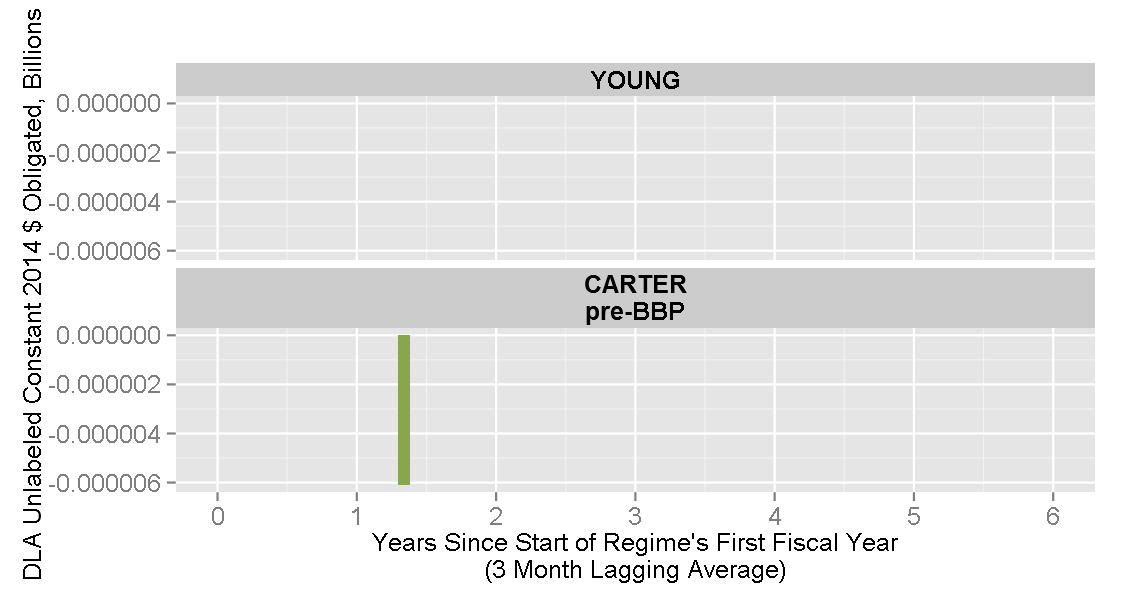 DLA Unlabeled Constant 2014 $ Obligated, Billions
YOUNG
0.000000
-0.000002
-0.000004
-0.000006
CARTER
pre-BBP
0.000000
-0.000002
-0.000004
-0.000006
0 1 2 3 4 5 6
Years Since Start of Regime's First Fiscal Year
(3 Month Lagging Average)